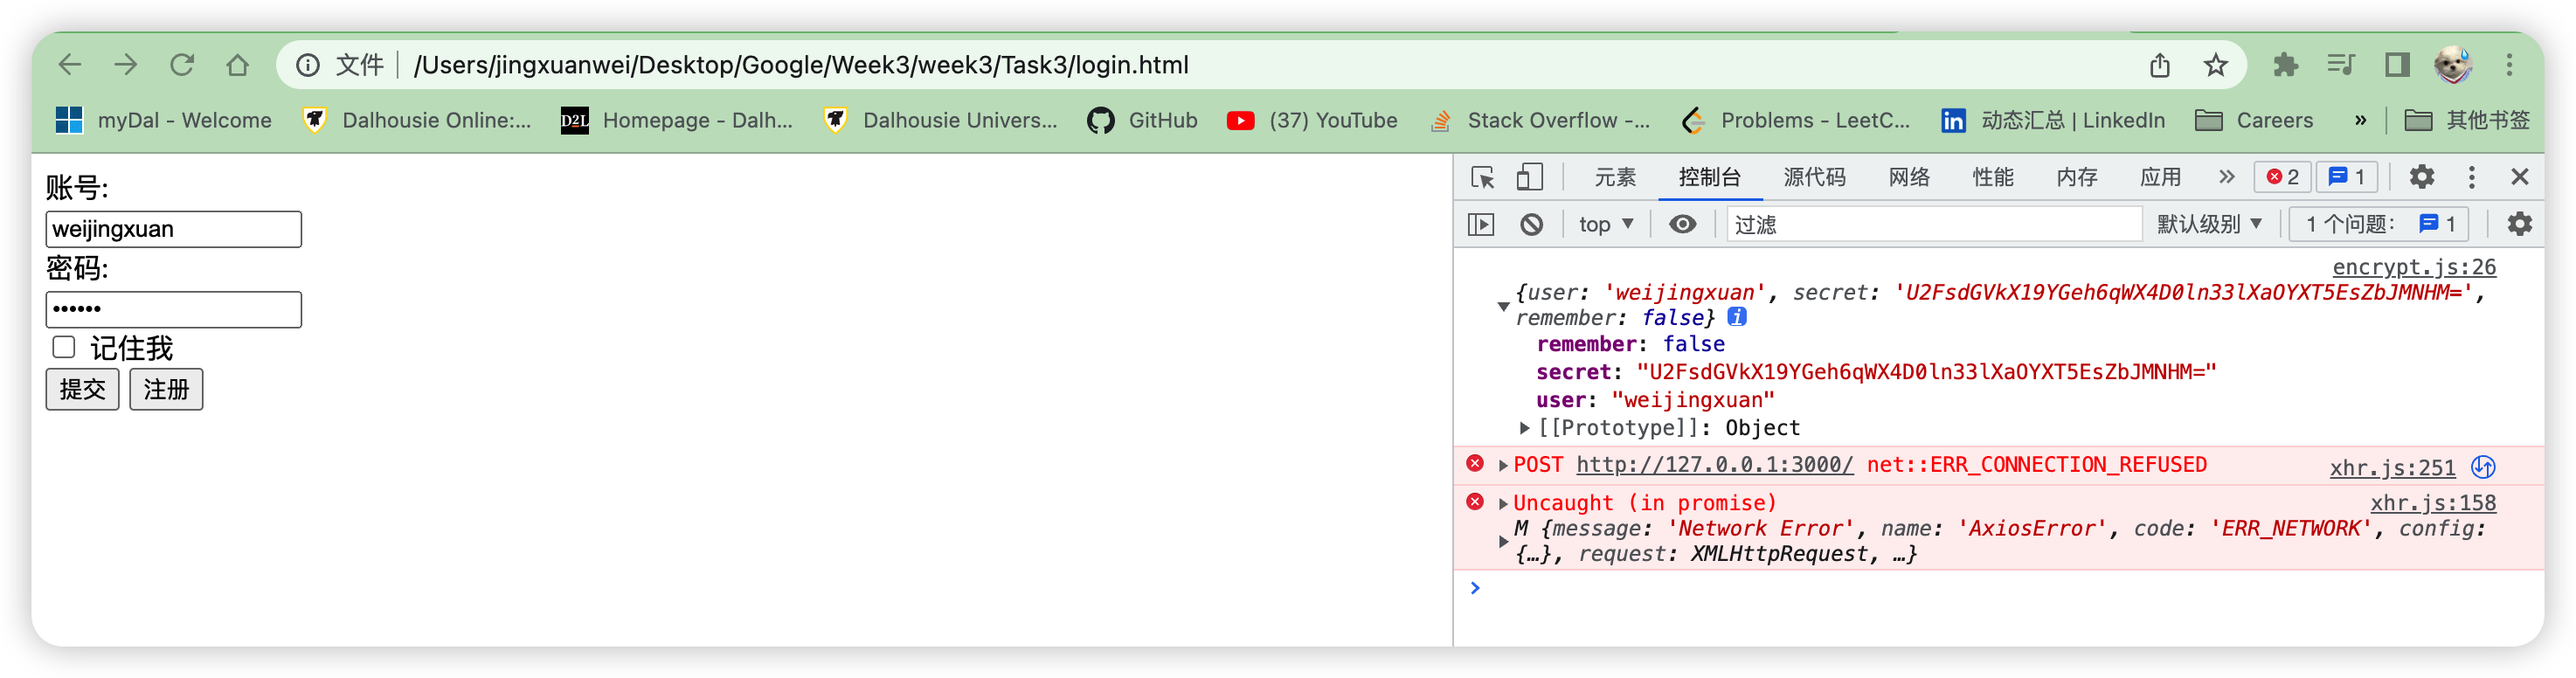 文件 /Users/jingxuanwei/Desktop/Google/Week3/week3/Task3/login.html
myDal - Welcome Dalhousie Online:... D2L Homepage - Dalh... Dalhousie Univers... GitHub (37) YouTube Stack Overflow -... Problems - LeetC... in 动态汇总 | LinkedIn Careers » 其他书签
账号:
weijingxuan
密码:
••••••
记住我
提交 注册
元素 控制台 源代码 网络 性能 内存 应用 » 2 1
top 过滤 默认级别 1 个问题: 1
encrypt.js:26
{user: 'weijingxuan', secret: 'U2FsdGVkX19YGeh6qWX4D0ln33lXaOYXT5EsZbJMNHM=',
remember: false} i
remember: false
secret: "U2FsdGVkX19YGeh6qWX4D0ln33lXaOYXT5EsZbJMNHM="
user: "weijingxuan"
[[Prototype]]: Object
POST http://127.0.0.1:3000/ net::ERR_CONNECTION_REFUSED xhr.js:251
Uncaught (in promise) xhr.js:158
M {message: 'Network Error', name: 'AxiosError', code: 'ERR_NETWORK', config:
{…}, request: XMLHttpRequest, …}